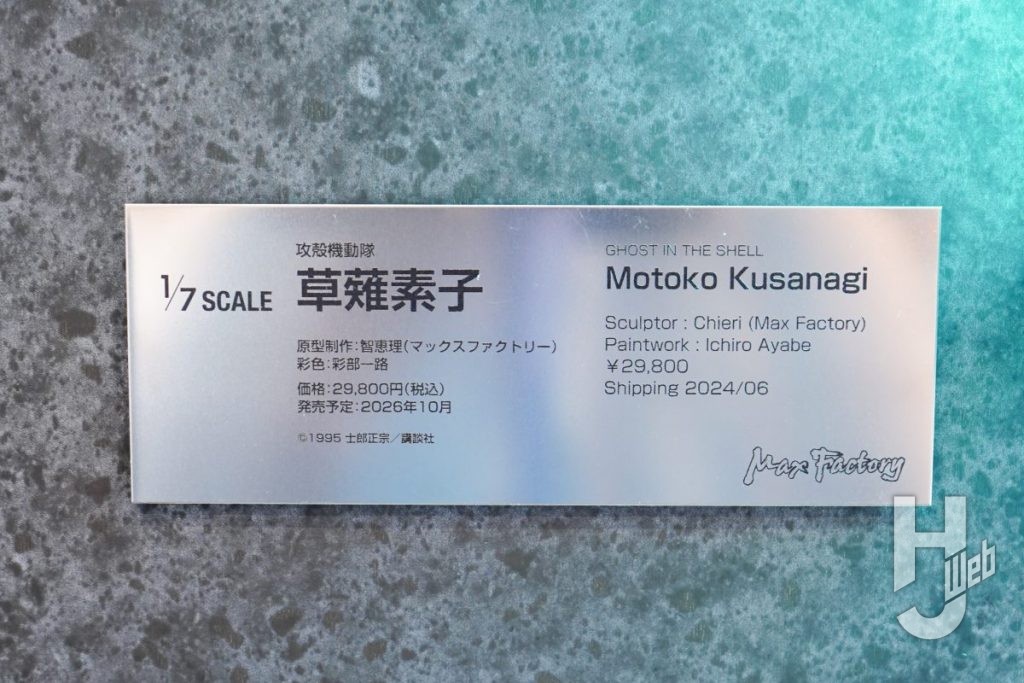 1/7 SCALE
攻殻機動隊
草薙素子
原型制作:智恵理(マックスファクトリー)
彩色:彩部一路
価格:29,800円(税込)
発売予定:2026年10月
©1995 士郎正宗/講談社
GHOST IN THE SHELL
Motoko Kusanagi
Sculptor : Chieri (Max Factory)
Paintwork : Ichiro Ayabe
¥29,800
Shipping 2024/06
Max Factory
HJ Web